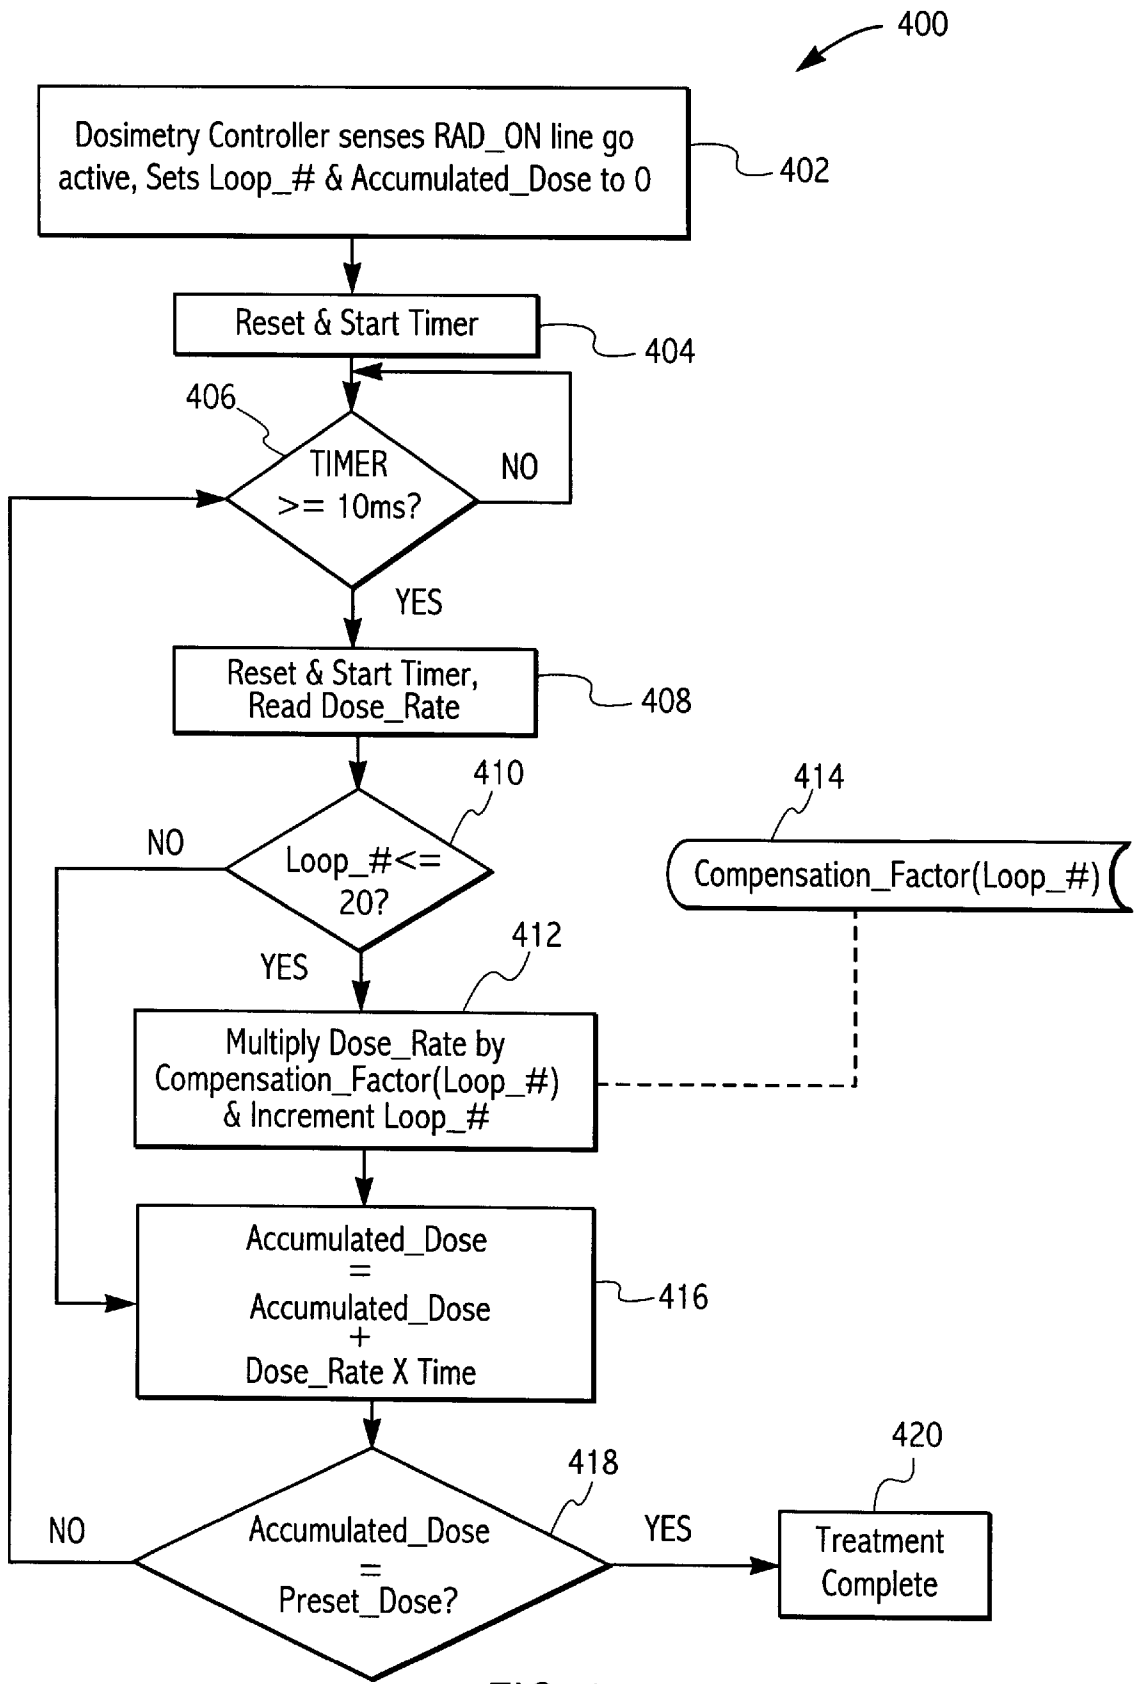 400
Dosimetry Controller senses RAD_ON line go
active, Sets Loop_# & Accumulated_Dose to 0
402
Reset & Start Timer
404
406
TIMER
>= 10ms?
NO
YES
Reset & Start Timer,
Read Dose_Rate
408
410
Loop_#<=
20?
NO
YES
414
Compensation_Factor(Loop_#)
412
Multiply Dose_Rate by
Compensation_Factor(Loop_#)
& Increment Loop_#
Accumulated_Dose
=
Accumulated_Dose
+
Dose_Rate X Time
416
418
Accumulated_Dose
=
Preset_Dose?
NO
YES
420
Treatment
Complete